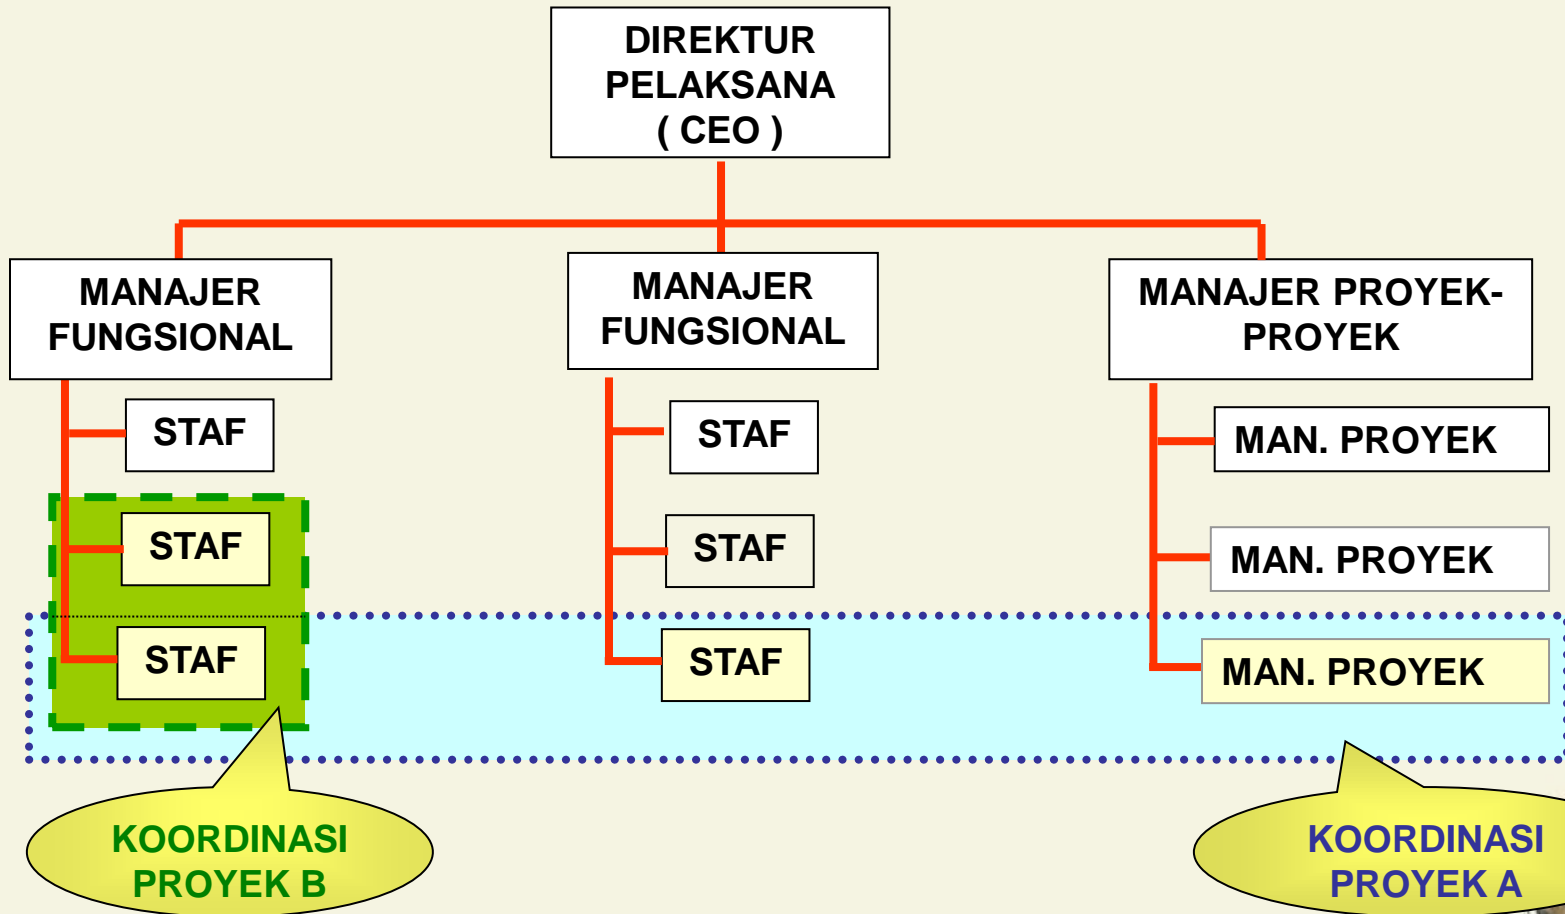 DIREKTUR
PELAKSANA
( CEO )
MANAJER
FUNGSIONAL
MANAJER
FUNGSIONAL
MANAJER PROYEK-
PROYEK
STAF
STAF
MAN. PROYEK
STAF
STAF
MAN. PROYEK
STAF
STAF
MAN. PROYEK
KOORDINASI
PROYEK B
KOORDINASI
PROYEK A